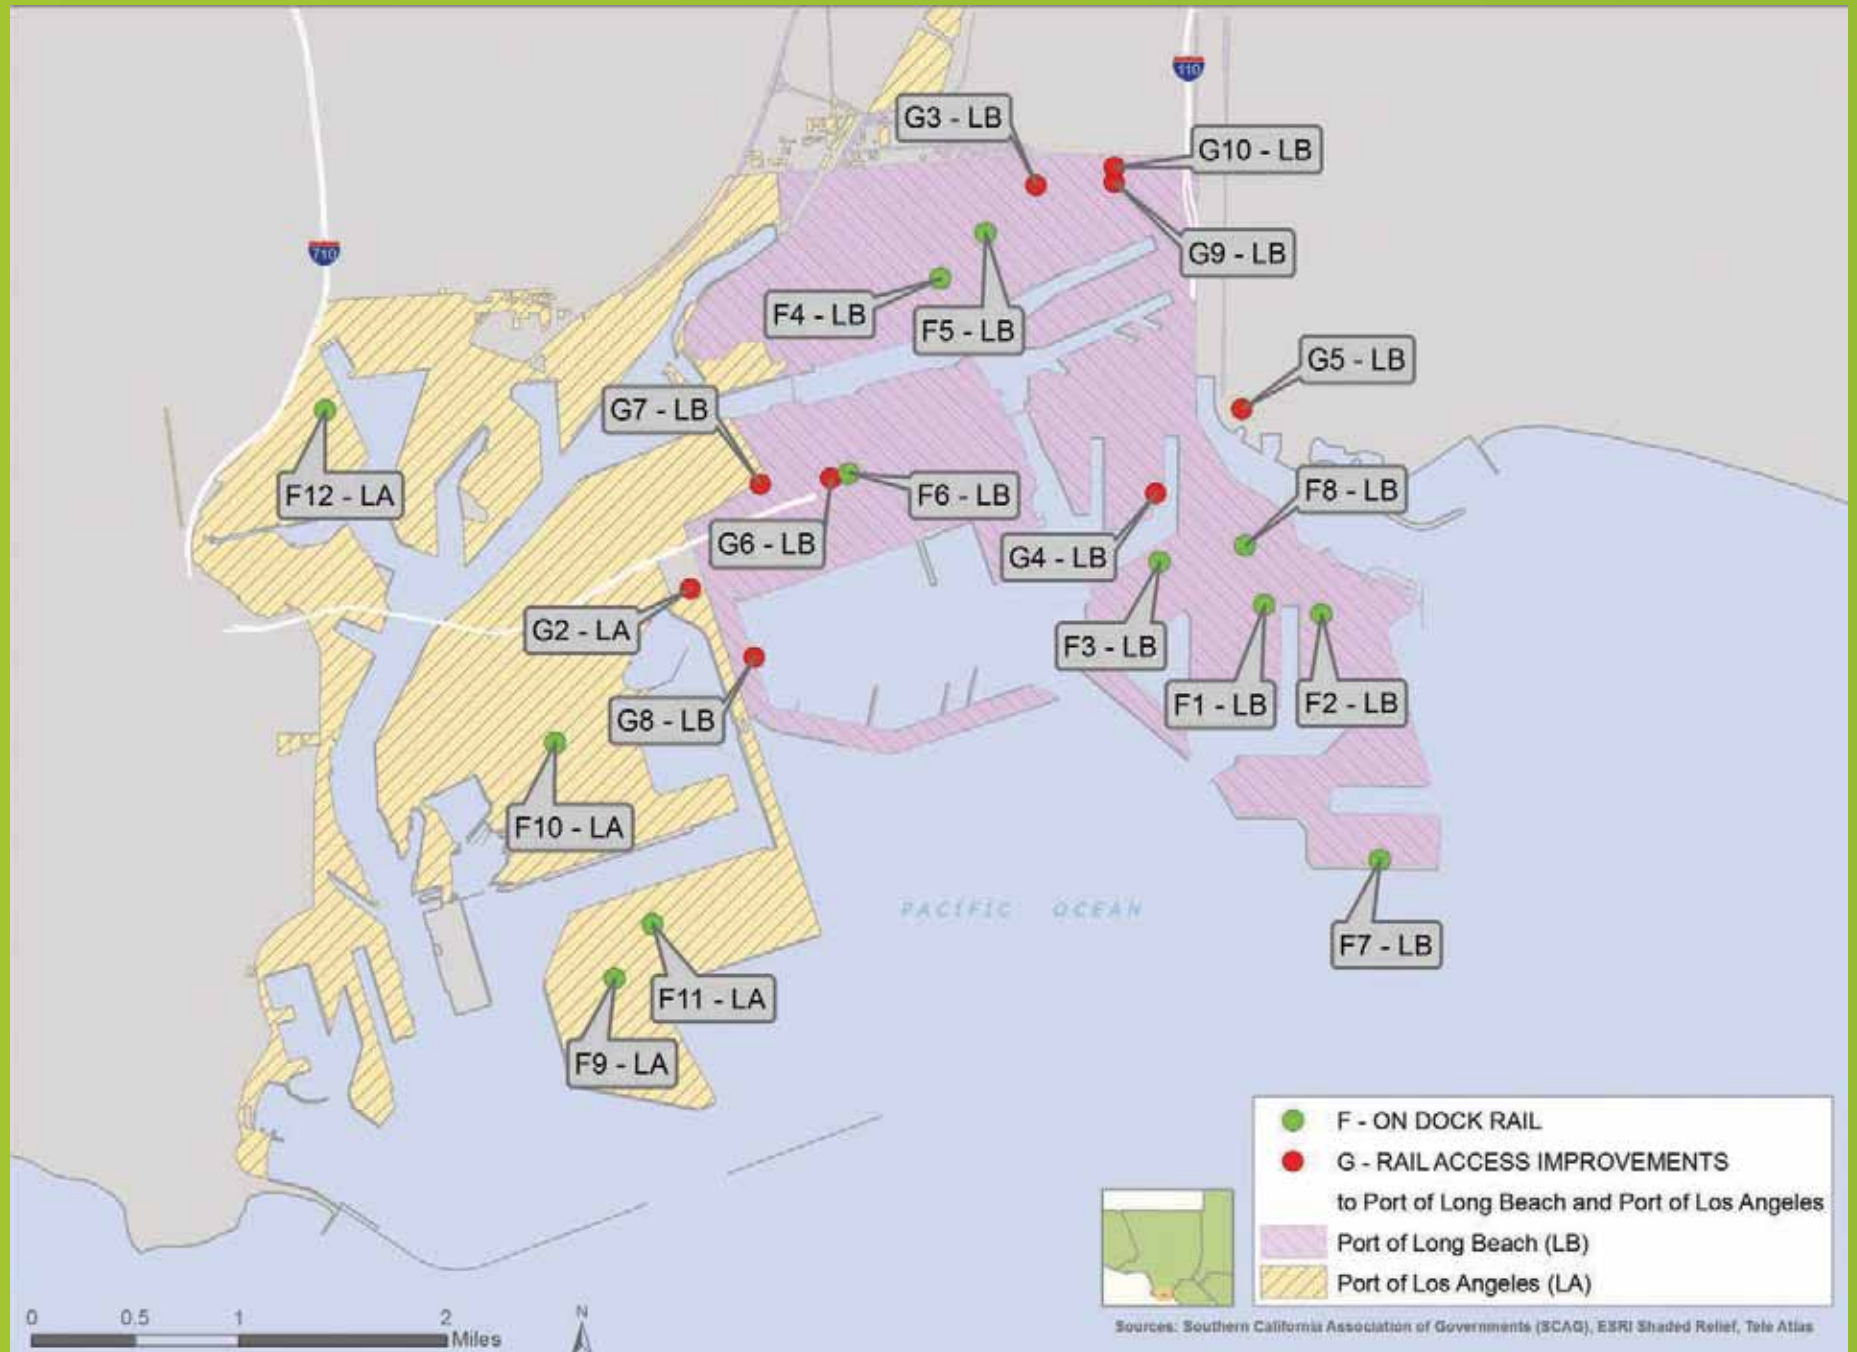 110
G3 - LB
G10 - LB
G9 - LB
710
F4 - LB
F5 - LB
G5 - LB
G7 - LB
F12 - LA
F6 - LB
F8 - LB
G6 - LB
G4 - LB
G2 - LA
F3 - LB
G8 - LB
F1 - LB
F2 - LB
F10 - LA
PACIFIC OCEAN
F7 - LB
F11 - LA
F9 - LA
F - ON DOCK RAIL
G - RAIL ACCESS IMPROVEMENTS
to Port of Long Beach and Port of Los Angeles
Port of Long Beach (LB)
Port of Los Angeles (LA)
0 0.5 1 2
Miles
N
Sources: Southern California Association of Governments (SCAG), ESRI Shaded Relief, Tele Atlas